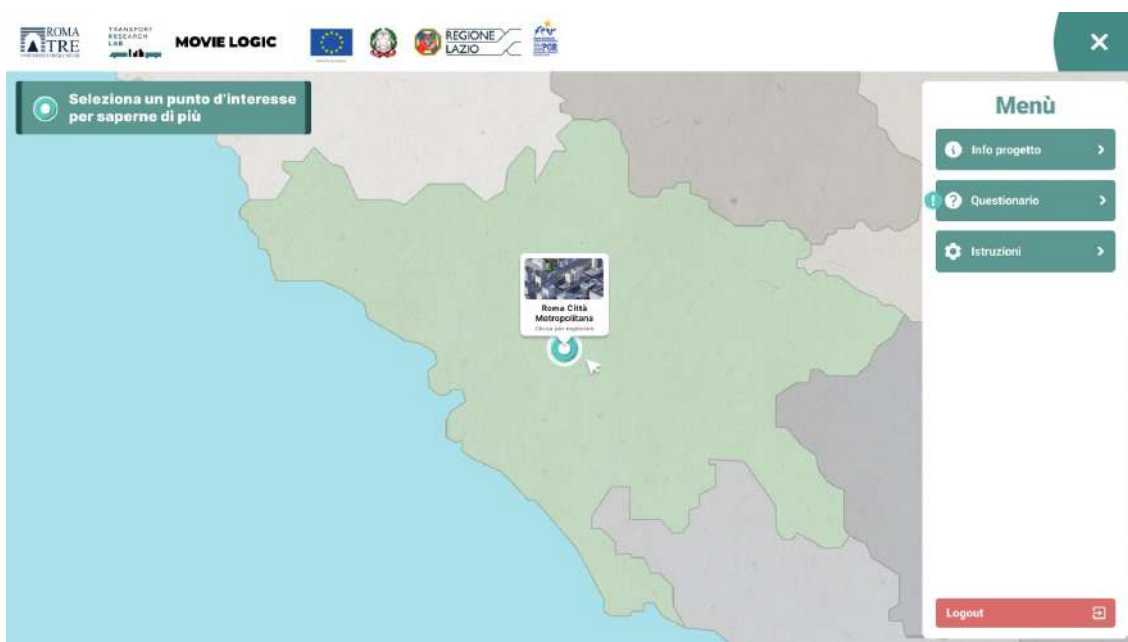 ROMA
TRE
TRANSPORT
RESEARCH
LAB
MOVIE LOGIC
REGIONE
LAZIO
Seleziona un punto d'interesse
per saperne di più
Menù
Info progetto
Questionario
Istruzioni
Roma Città
Metropolitana
Clicca per esplorare
Logout